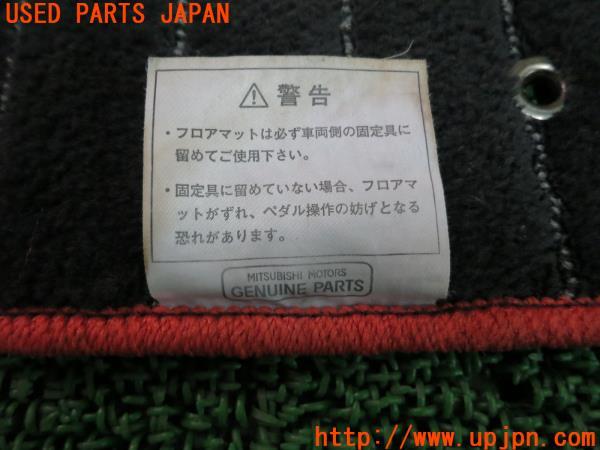 USED PARTS JAPAN
警告
・フロアマットは必ず車両側の固定具に
留めてご使用下さい。
・固定具に留めていない場合、フロアマ
ットがずれ、ペダル操作の妨げとなる
恐れがあります。
MITSUBISHI MOTORS
GENUINE PARTS
http://www.upjpn.com